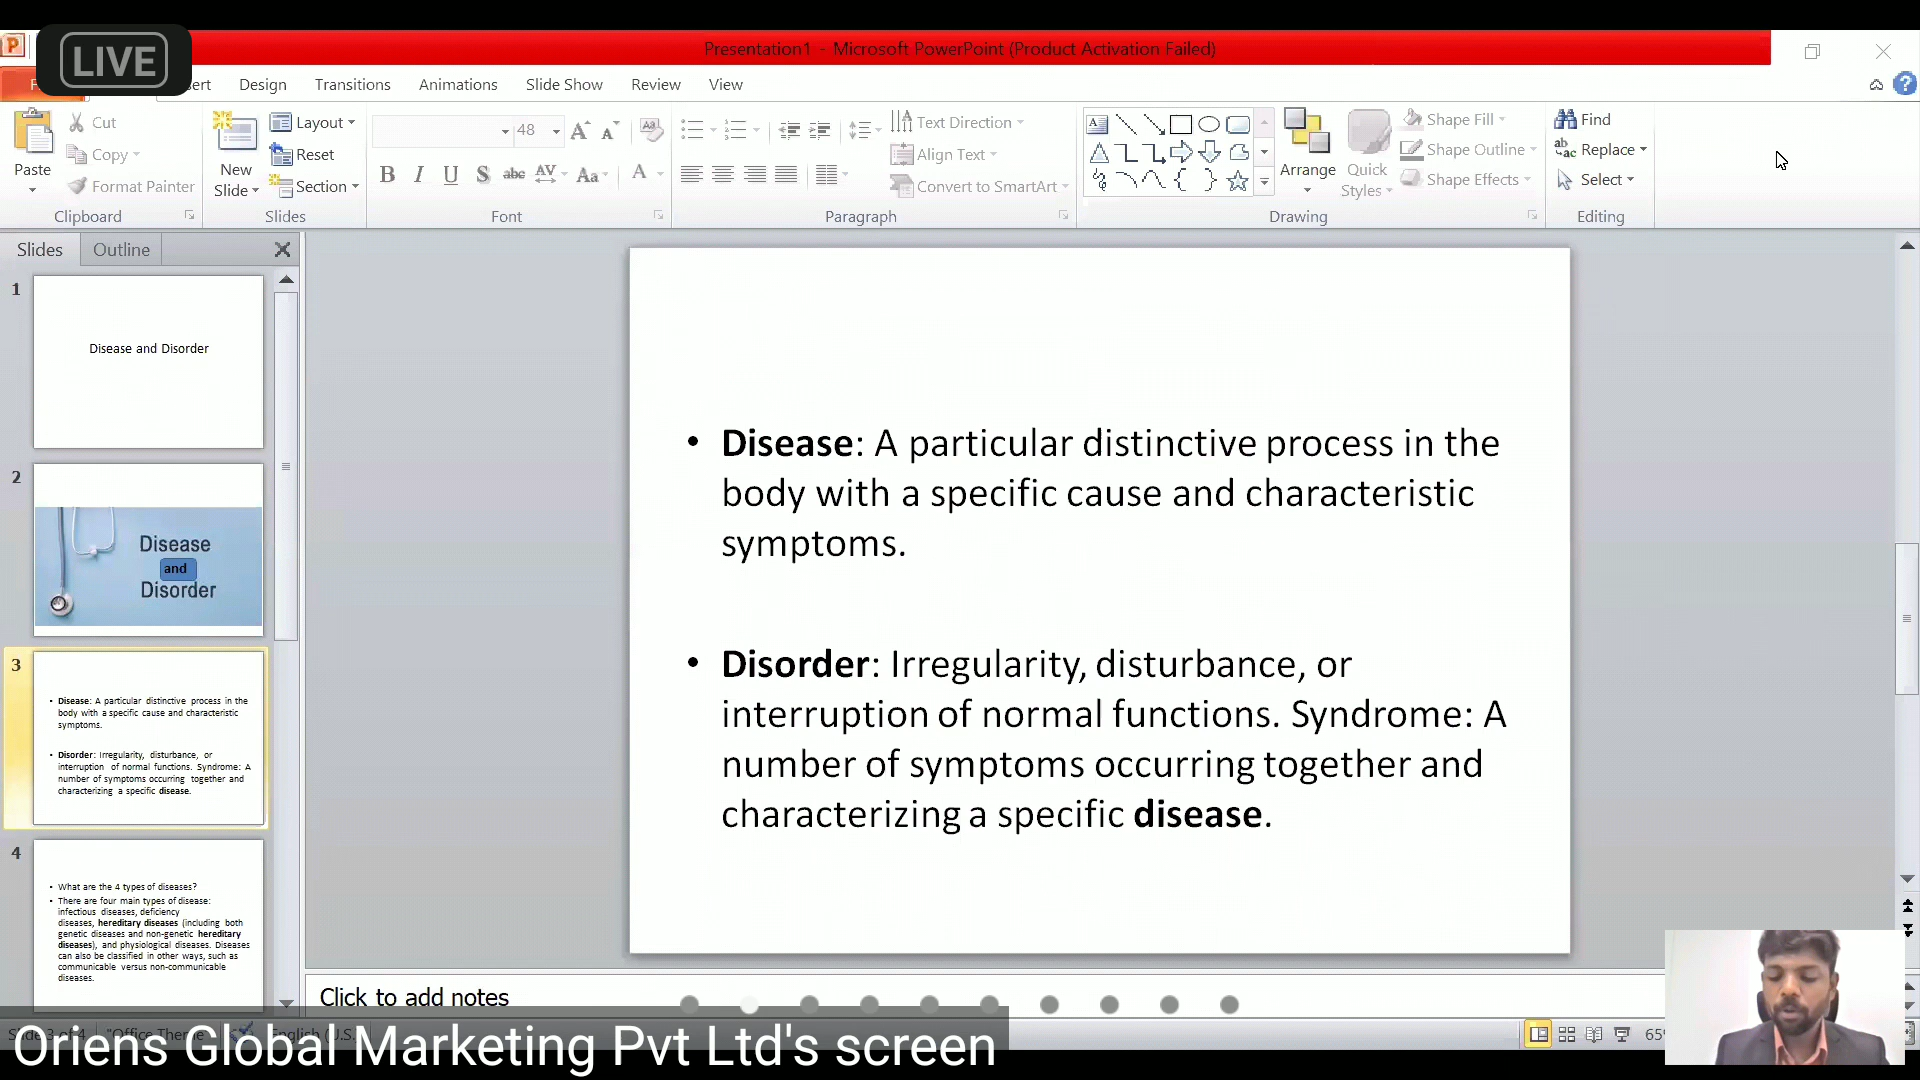 LIVE
Presentation1 - Microsoft PowerPoint (Product Activation Failed)
Design Transitions Animations Slide Show Review View
Paste
Cut
Copy
Format Painter
Clipboard
New
Slide
Layout
Reset
Section
Slides
48
B I U S abc AV Aa A
Font
Text Direction
Align Text
Convert to SmartArt
Paragraph
Arrange
Quick
Styles
Shape Fill
Shape Outline
Shape Effects
Drawing
Find
Replace
Select
Editing
Slides Outline
1
Disease and Disorder
2
Disease
and
Disorder
3
• Disease: A particular distinctive process in the
body with a specific cause and characteristic
symptoms.
• Disorder: Irregularity, disturbance, or
interruption of normal functions. Syndrome: A
number of symptoms occurring together and
characterizing a specific disease.
4
• What are the 4 types of diseases?
• There are four main types of disease:
infectious diseases, deficiency
diseases, hereditary diseases (including both
genetic diseases and non-genetic hereditary
diseases), and physiological diseases. Diseases
can also be classified in other ways, such as
communicable versus non-communicable
diseases.
• Disease: A particular distinctive process in the
body with a specific cause and characteristic
symptoms.
• Disorder: Irregularity, disturbance, or
interruption of normal functions. Syndrome: A
number of symptoms occurring together and
characterizing a specific disease.
Click to add notes
Oriens Global Marketing Pvt Ltd's screen